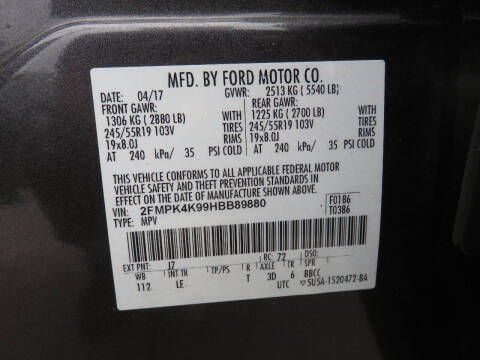 MFD. BY FORD MOTOR CO.
DATE: 04/17 GVWR: 2513 KG ( 5540 LB)
FRONT GAWR: REAR GAWR:
1306 KG ( 2880 LB) WITH 1225 KG ( 2700 LB) WITH
245/55R19 103V TIRES 245/55R19 103V TIRES
19x8.0J RIMS 19x8.0J RIMS
AT 240 kPa/ 35 PSI COLD AT 240 kPa/ 35 PSI COLD
THIS VEHICLE CONFORMS TO ALL APPLICABLE FEDERAL MOTOR
VEHICLE SAFETY AND THEFT PREVENTION STANDARDS IN
EFFECT ON THE DATE OF MANUFACTURE SHOWN ABOVE.
VIN: 2FMPK4K99HBB89880 F0186
TYPE: MPV T0386
EXT PNT: J7 RC: 72 DSO:
WB INT TR TP/PS R AXLE TR SPR
112 LE T 3D 6 BBCC
UTC ▽5U5A-1520472-BA